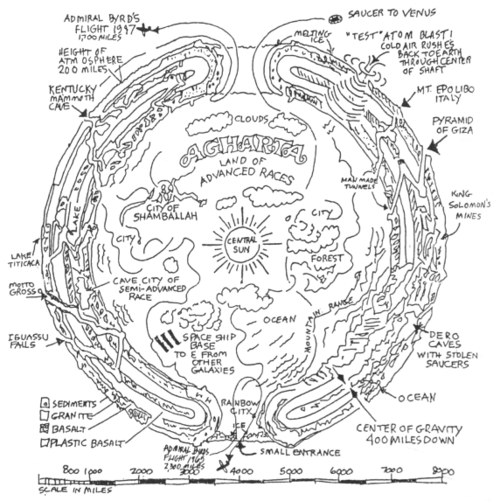 ADMIRAL BYRD'S
FLIGHT 1947
1,700 MILES
SAUCER TO VENUS
HEIGHT OF
ATMOSPHERE
200 MILES
MELTING
ICE
"TEST" ATOM BLAST!
COLD AIR RUSHES
BACK TO EARTH
THROUGH CENTER
OF SHAFT
KENTUCKY
MAMMOTH
CAVE
MT. EPOLIBO
ITALY
PYRAMID
OF GIZA
CLOUDS
AGHARTA
LAND OF
ADVANCED RACES
MAN MADE
TUNNELS
KING
SOLOMON'S
MINES
LAKE
CITY OF
SHAMBALLAH
CITY
CITY
CENTRAL
SUN
FOREST
LAKE
TITICACA
MOTTO
GROSSO
CAVE CITY OF
SEMI-ADVANCED
RACE
IGUASSU
FALLS
OCEAN
MOUNTAIN RANGE
SPACE SHIP
BASE
TO & FROM
OTHER
GALAXIES
DERO
CAVES
WITH STOLEN
SAUCERS
OCEAN
SEDIMENTS
GRANITE
BASALT
PLASTIC BASALT
RAINBOW
CITY
ICE
CENTER OF GRAVITY
400 MILES DOWN
SMALL ENTRANCE
ADMIRAL BYRDS
FLIGHT
2,300 MILES
800 1000 2000 3000 4000 5000 6000 7000 8000
SCALE IN MILES